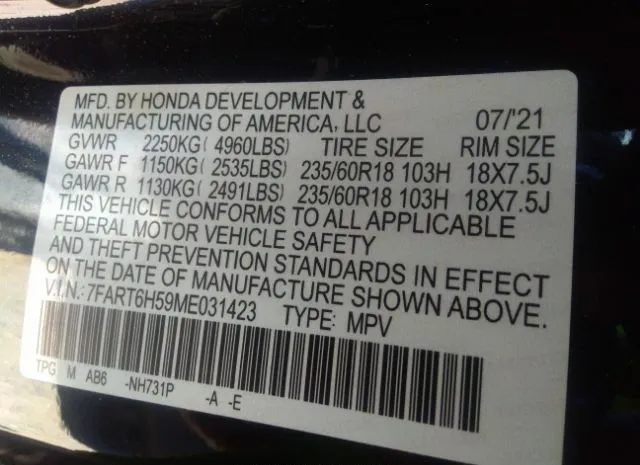 MFD. BY HONDA DEVELOPMENT &
MANUFACTURING OF AMERICA, LLC 07/'21
GVWR 2250KG( 4960LBS) TIRE SIZE RIM SIZE
GAWR F 1150KG( 2535LBS) 235/60R18 103H 18X7.5J
GAWR R 1130KG( 2491LBS) 235/60R18 103H 18X7.5J
THIS VEHICLE CONFORMS TO ALL APPLICABLE
FEDERAL MOTOR VEHICLE SAFETY
AND THEFT PREVENTION STANDARDS IN EFFECT
ON THE DATE OF MANUFACTURE SHOWN ABOVE.
V.I.N.:7FART6H59ME031423 TYPE: MPV
TPG M AB6 -NH731P -A -E